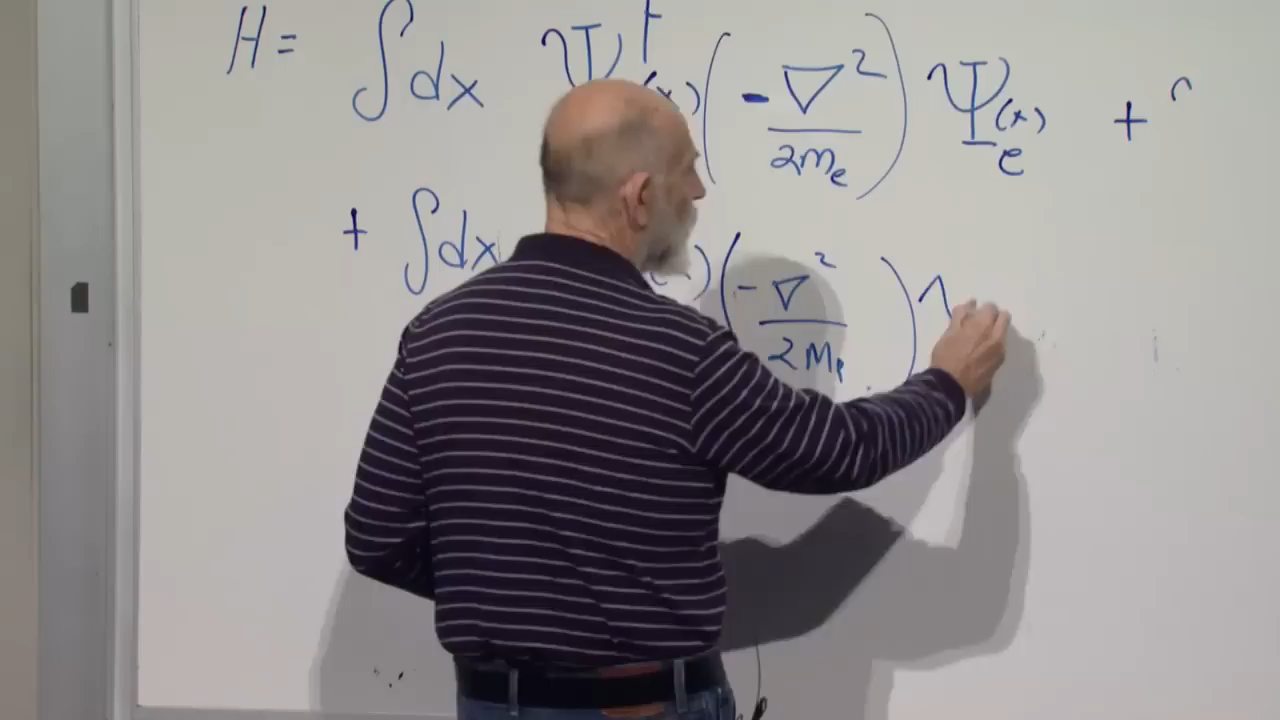 H = ∫ dx Ψ†(x) ( - ∇² / 2mₑ ) Ψₑ(x) +
+ ∫ dx (x) ( - ∇² / 2mₚ )